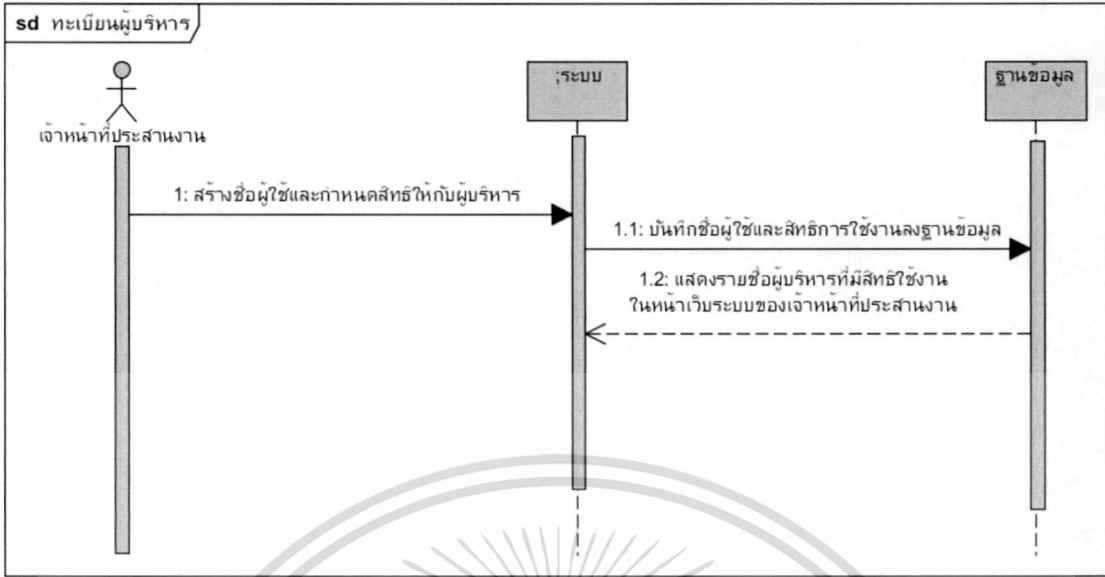 sd ทะเบียนผู้บริหาร
;ระบบ
ฐานข้อมูล
เจ้าหน้าที่ประสานงาน
1: สร้างชื่อผู้ใช้และกำหนดสิทธิให้กับผู้บริหาร
1.1: บันทึกชื่อผู้ใช้และสิทธิการใช้งานลงฐานข้อมูล
1.2: แสดงรายชื่อผู้บริหารที่มีสิทธิใช้งาน
ในหน้าเว็บระบบของเจ้าหน้าที่ประสานงาน